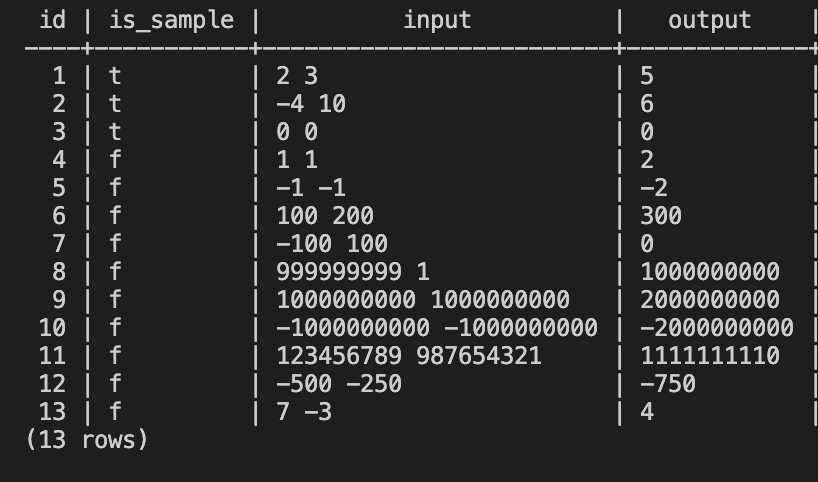 id | is_sample |          input          |   output    |
----+-----------+-------------------------+-------------+
  1 | t         | 2 3                     | 5           |
  2 | t         | -4 10                   | 6           |
  3 | t         | 0 0                     | 0           |
  4 | f         | 1 1                     | 2           |
  5 | f         | -1 -1                   | -2          |
  6 | f         | 100 200                 | 300         |
  7 | f         | -100 100                | 0           |
  8 | f         | 999999999 1             | 1000000000  |
  9 | f         | 1000000000 1000000000   | 2000000000  |
 10 | f         | -1000000000 -1000000000 | -2000000000 |
 11 | f         | 123456789 987654321     | 1111111110  |
 12 | f         | -500 -250               | -750        |
 13 | f         | 7 -3                    | 4           |
(13 rows)